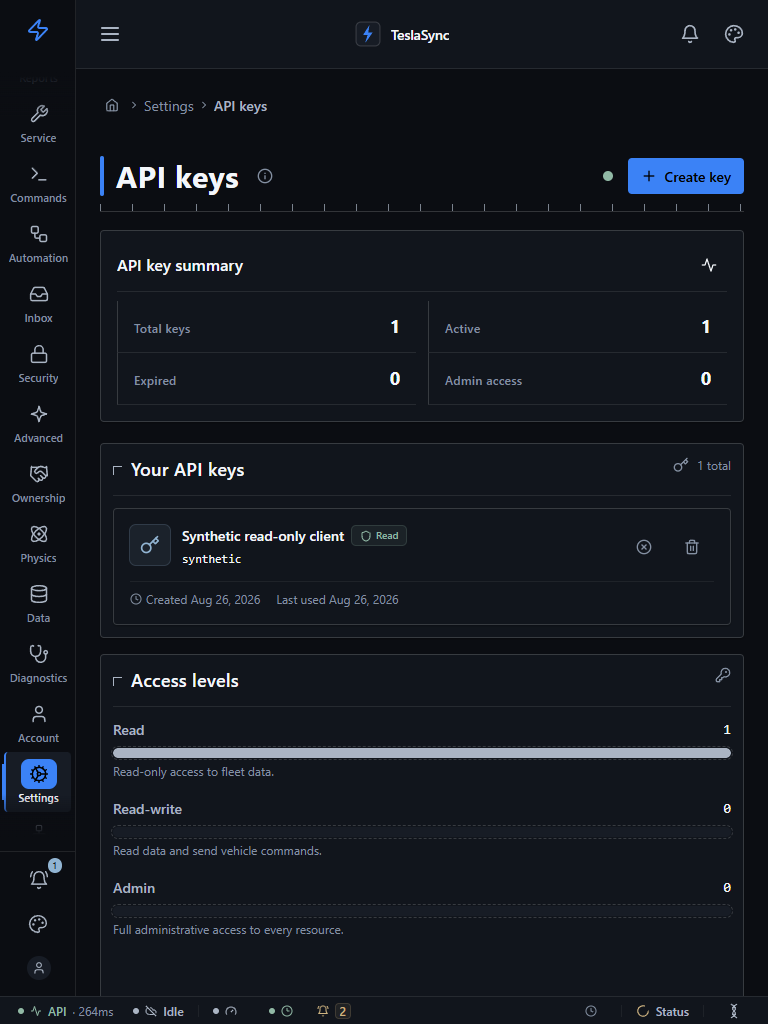 TeslaSync
Service
Commands
Automation
Inbox
Security
Advanced
Ownership
Physics
Data
Diagnostics
Account
Settings
1
Settings > API keys
API keys
+ Create key
API key summary
Total keys 1
Active 1
Expired 0
Admin access 0
Your API keys
1 total
Synthetic read-only client Read
synthetic
Created Aug 26, 2026 Last used Aug 26, 2026
Access levels
Read 1
Read-only access to fleet data.
Read-write 0
Read data and send vehicle commands.
Admin 0
Full administrative access to every resource.
API · 264ms Idle 2 Status